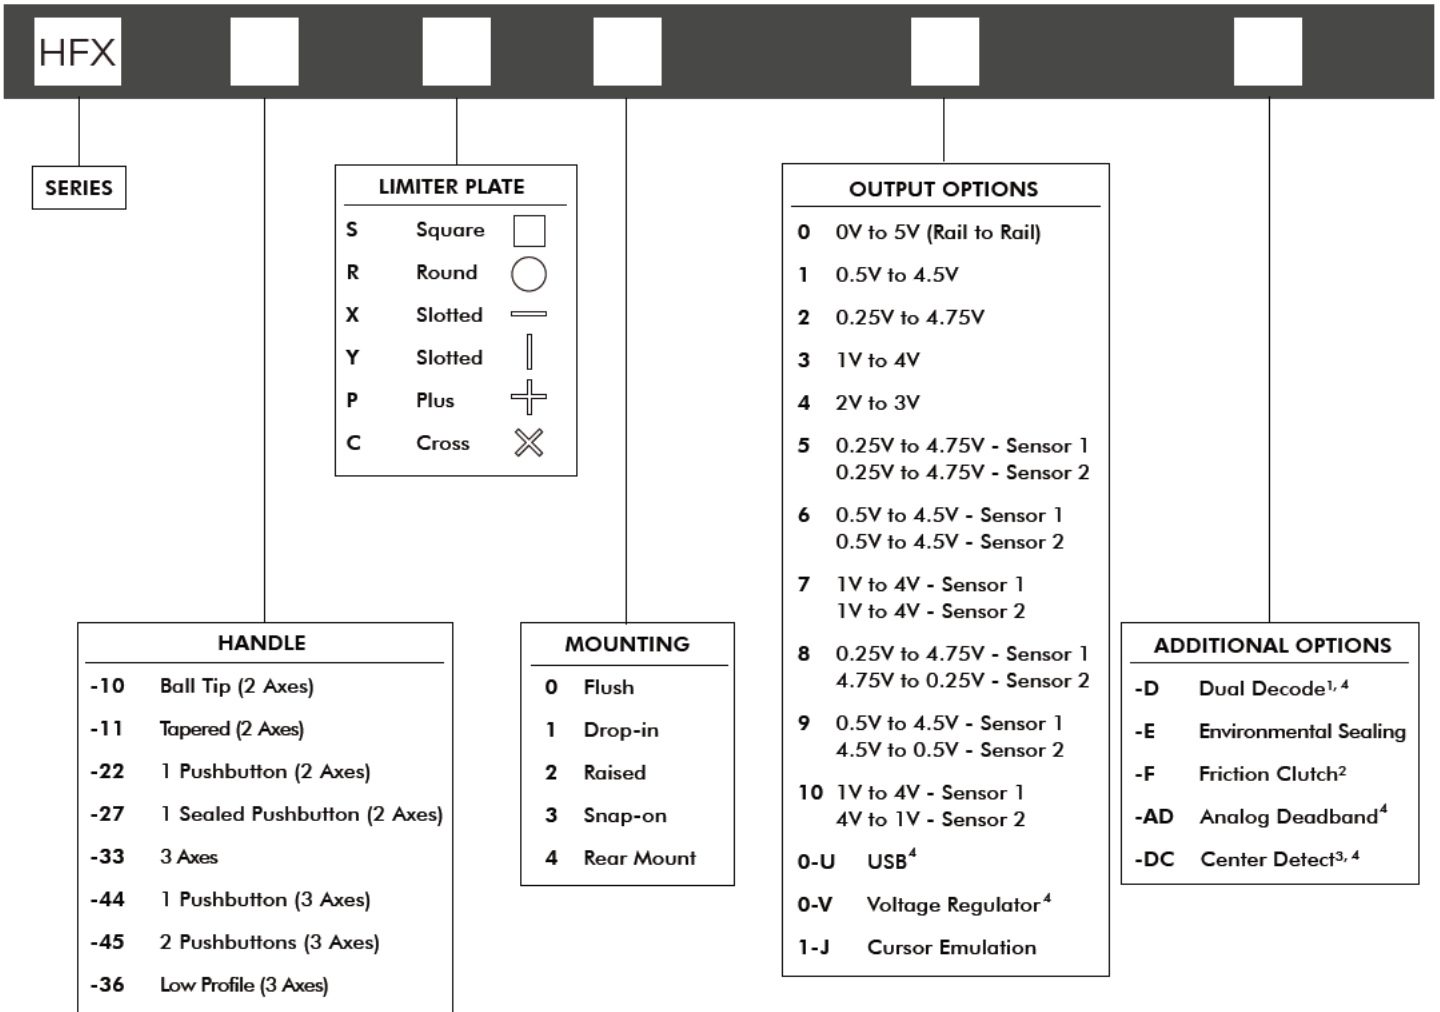 HFX
SERIES
HANDLE
-10 Ball Tip (2 Axes)
-11 Tapered (2 Axes)
-22 1 Pushbutton (2 Axes)
-27 1 Sealed Pushbutton (2 Axes)
-33 3 Axes
-44 1 Pushbutton (3 Axes)
-45 2 Pushbuttons (3 Axes)
-36 Low Profile (3 Axes)
LIMITER PLATE
S Square
R Round
X Slotted
Y Slotted
P Plus
C Cross
MOUNTING
0 Flush
1 Drop-in
2 Raised
3 Snap-on
4 Rear Mount
OUTPUT OPTIONS
0 0V to 5V (Rail to Rail)
1 0.5V to 4.5V
2 0.25V to 4.75V
3 1V to 4V
4 2V to 3V
5 0.25V to 4.75V - Sensor 1
0.25V to 4.75V - Sensor 2
6 0.5V to 4.5V - Sensor 1
0.5V to 4.5V - Sensor 2
7 1V to 4V - Sensor 1
1V to 4V - Sensor 2
8 0.25V to 4.75V - Sensor 1
4.75V to 0.25V - Sensor 2
9 0.5V to 4.5V - Sensor 1
4.5V to 0.5V - Sensor 2
10 1V to 4V - Sensor 1
4V to 1V - Sensor 2
0-U USB⁴
0-V Voltage Regulator⁴
1-J Cursor Emulation
ADDITIONAL OPTIONS
-D Dual Decode¹, ⁴
-E Environmental Sealing
-F Friction Clutch²
-AD Analog Deadband⁴
-DC Center Detect³, ⁴